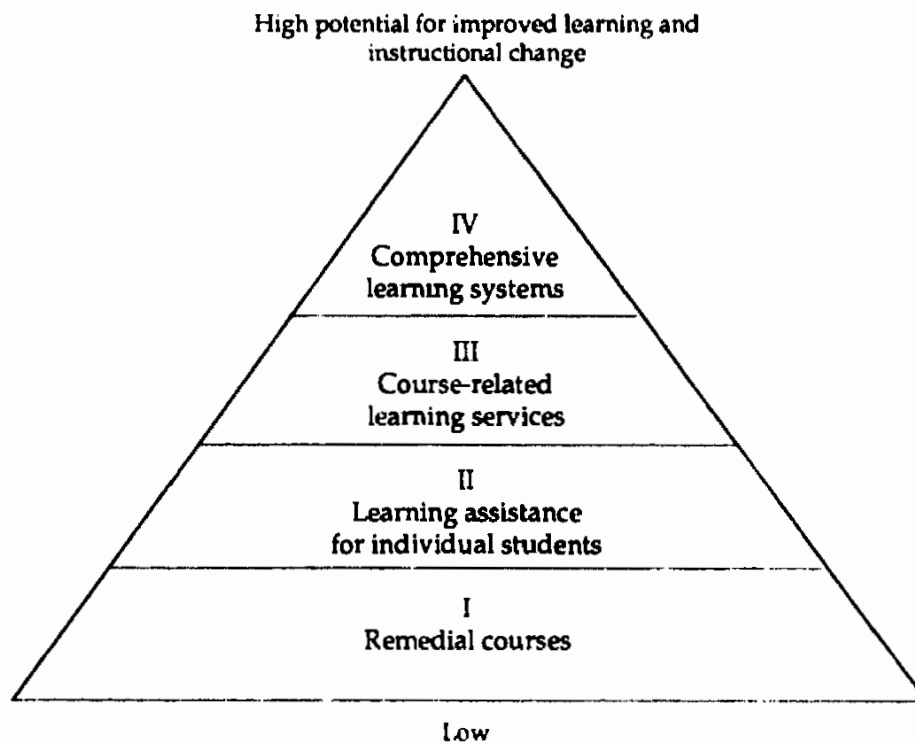 High potential for improved learning and
instructional change
IV
Comprehensive
learning systems
III
Course-related
learning services
II
Learning assistance
for individual students
I
Remedial courses
Low